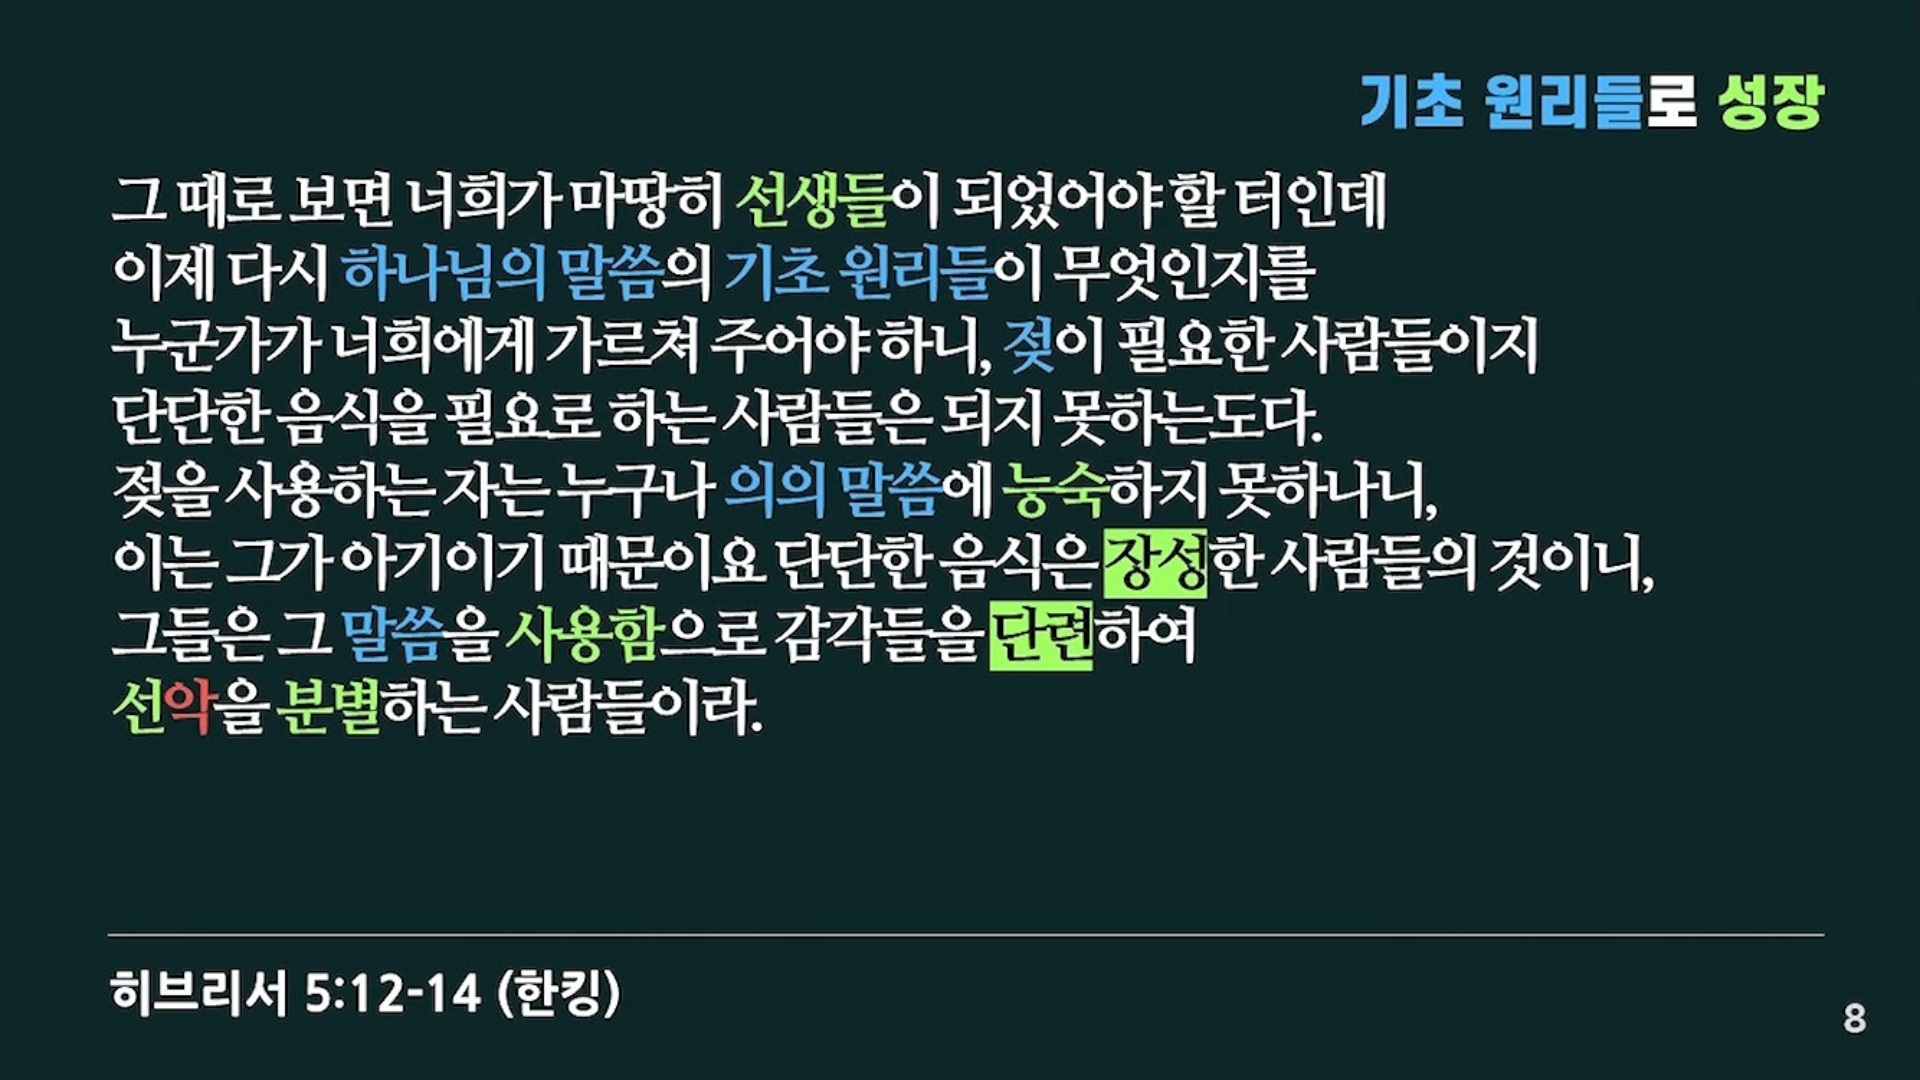 기초 원리들로 성장
그 때로 보면 너희가 마땅히 선생들이 되었어야 할 터인데
이제 다시 하나님의 말씀의 기초 원리들이 무엇인지를
누군가가 너희에게 가르쳐 주어야 하니, 젖이 필요한 사람들이지
단단한 음식을 필요로 하는 사람들은 되지 못하는도다.
젖을 사용하는 자는 누구나 의의 말씀에 능숙하지 못하나니,
이는 그가 아기이기 때문이요 단단한 음식은 장성한 사람들의 것이니,
그들은 그 말씀을 사용함으로 감각들을 단련하여
선악을 분별하는 사람들이라.
히브리서 5:12-14 (한킹)
8